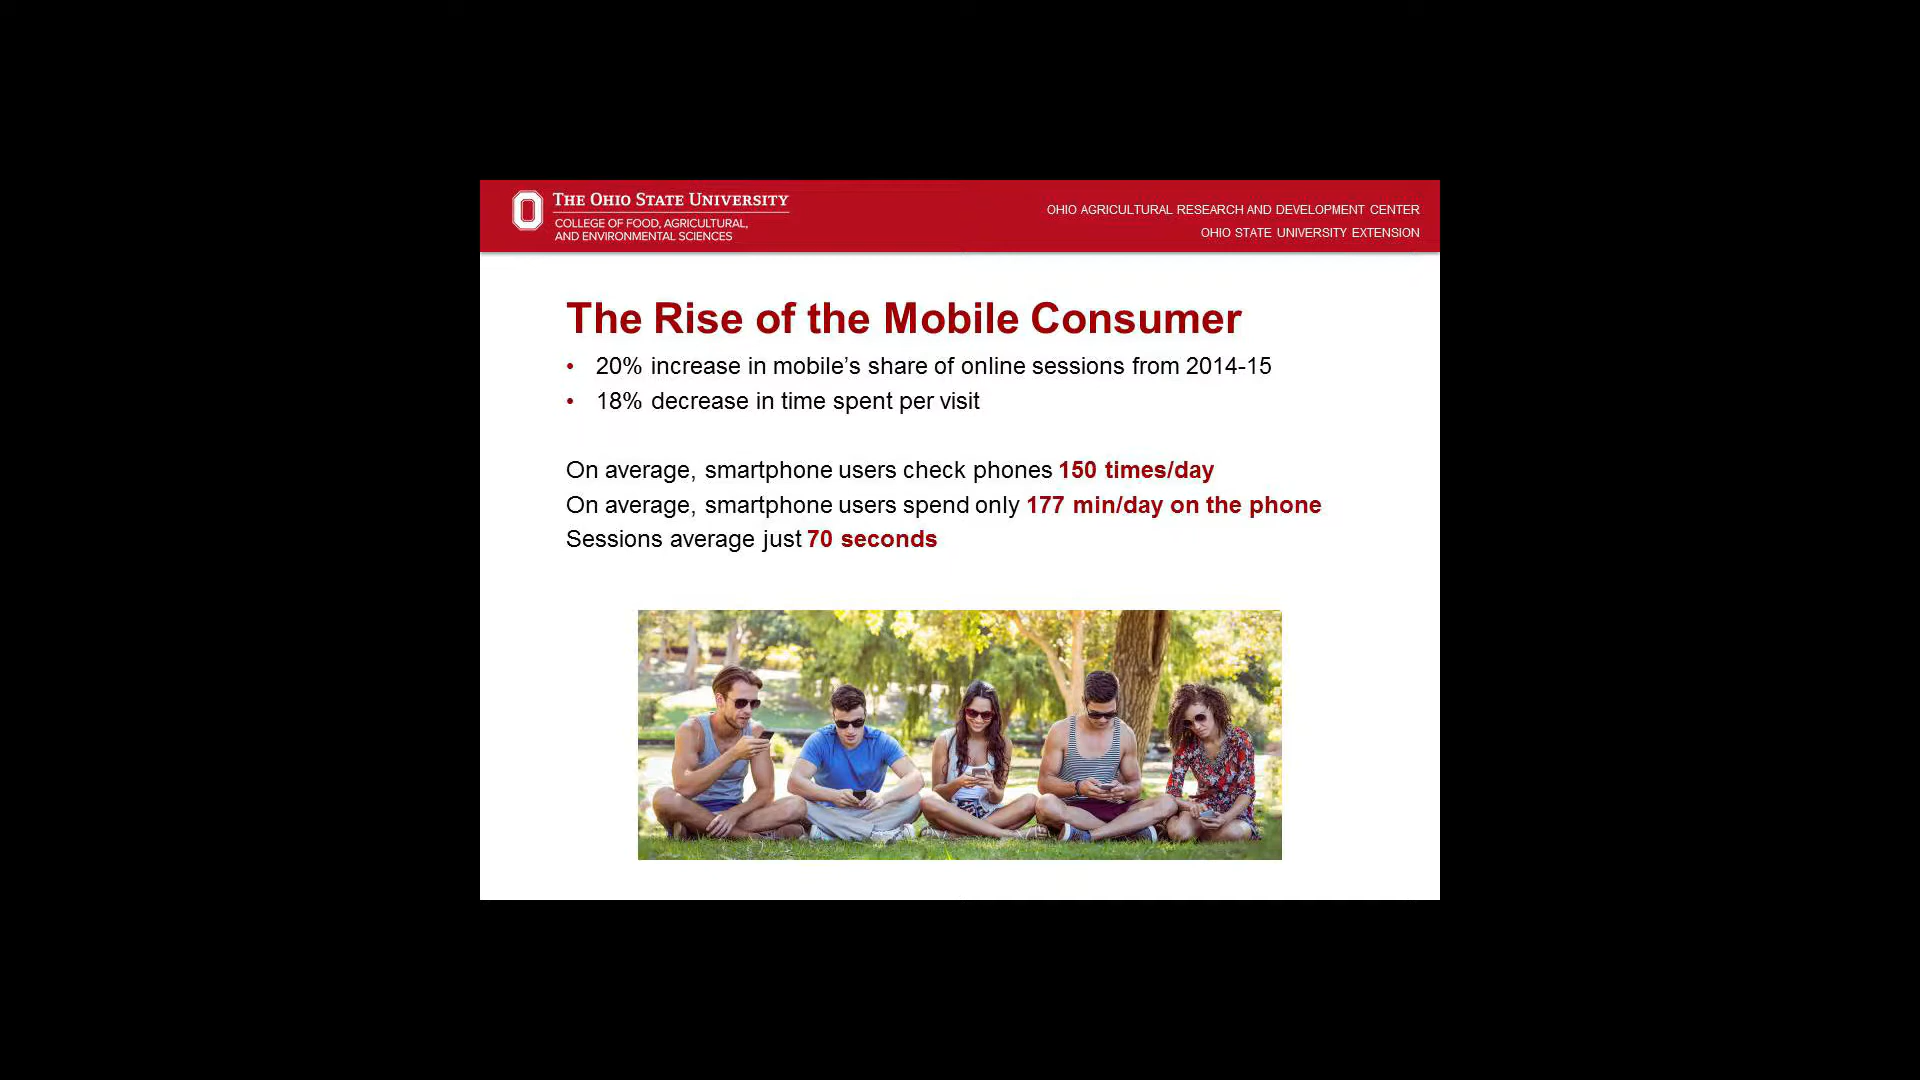 THE OHIO STATE UNIVERSITY
COLLEGE OF FOOD, AGRICULTURAL,
AND ENVIRONMENTAL SCIENCES
OHIO AGRICULTURAL RESEARCH AND DEVELOPMENT CENTER
OHIO STATE UNIVERSITY EXTENSION
The Rise of the Mobile Consumer
• 20% increase in mobile’s share of online sessions from 2014-15
• 18% decrease in time spent per visit
On average, smartphone users check phones 150 times/day
On average, smartphone users spend only 177 min/day on the phone
Sessions average just 70 seconds